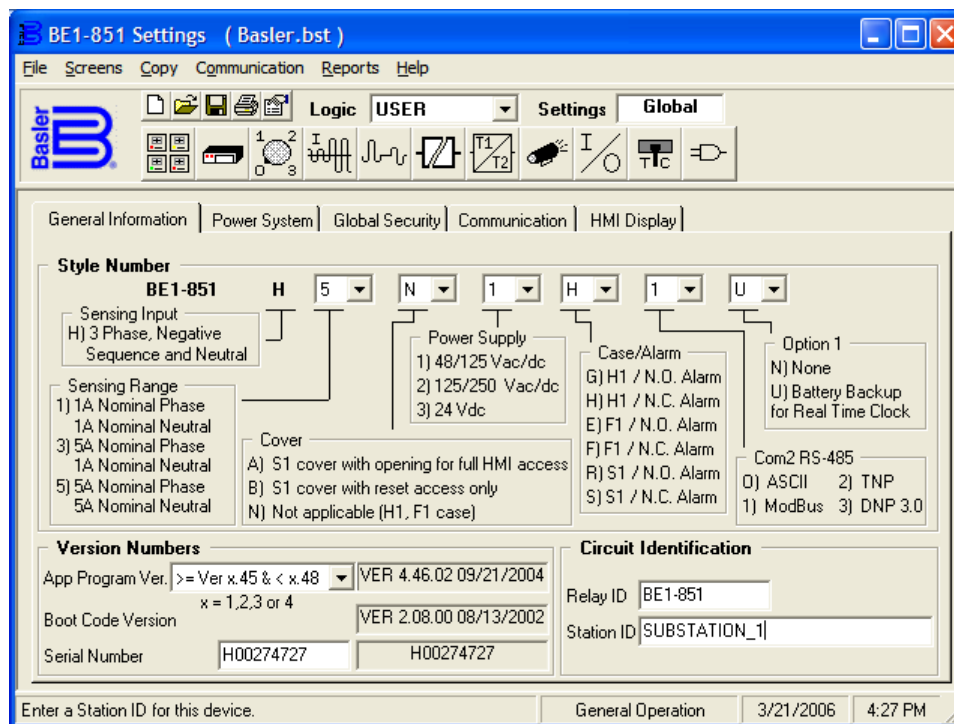 BE1-851 Settings ( Basler.bst )
File Screens Copy Communication Reports Help
Basler
Logic USER Settings Global
1 2 0 3 I T1 T2 I/O T C
General Information Power System Global Security Communication HMI Display
Style Number
BE1-851 H 5 N 1 H 1 U
Sensing Input
H) 3 Phase, Negative
Sequence and Neutral
Sensing Range
1) 1A Nominal Phase
1A Nominal Neutral
3) 5A Nominal Phase
1A Nominal Neutral
5) 5A Nominal Phase
5A Nominal Neutral
Power Supply
1) 48/125 Vac/dc
2) 125/250 Vac/dc
3) 24 Vdc
Cover
A) S1 cover with opening for full HMI access
B) S1 cover with reset access only
N) Not applicable (H1, F1 case)
Case/Alarm
G) H1 / N.O. Alarm
H) H1 / N.C. Alarm
E) F1 / N.O. Alarm
F) F1 / N.C. Alarm
R) S1 / N.O. Alarm
S) S1 / N.C. Alarm
Option 1
N) None
U) Battery Backup
for Real Time Clock
Com2 RS-485
0) ASCII 2) TNP
1) ModBus 3) DNP 3.0
Version Numbers
App Program Ver. >= Ver x.45 & < x.48 VER 4.46.02 09/21/2004
x = 1,2,3 or 4
Boot Code Version VER 2.08.00 08/13/2002
Serial Number H00274727 H00274727
Circuit Identification
Relay ID BE1-851
Station ID SUBSTATION_1
Enter a Station ID for this device. General Operation 3/21/2006 4:27 PM